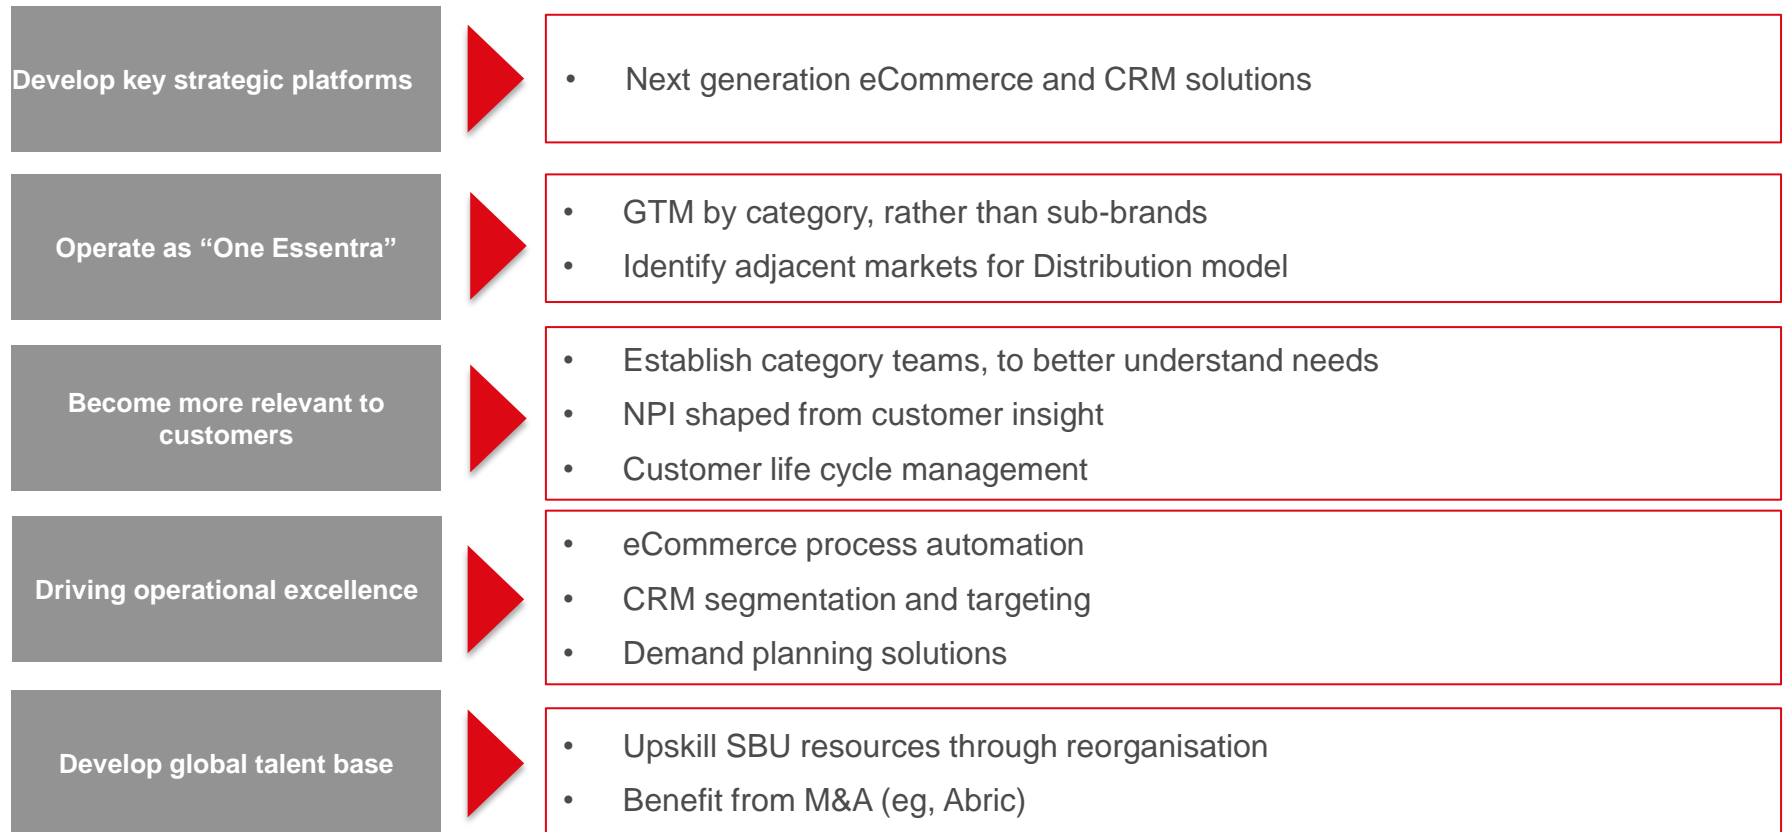 Develop key strategic platforms
• Next generation eCommerce and CRM solutions
Operate as “One Essentra”
• GTM by category, rather than sub-brands
• Identify adjacent markets for Distribution model
Become more relevant to
customers
• Establish category teams, to better understand needs
• NPI shaped from customer insight
• Customer life cycle management
Driving operational excellence
• eCommerce process automation
• CRM segmentation and targeting
• Demand planning solutions
Develop global talent base
• Upskill SBU resources through reorganisation
• Benefit from M&A (eg, Abric)